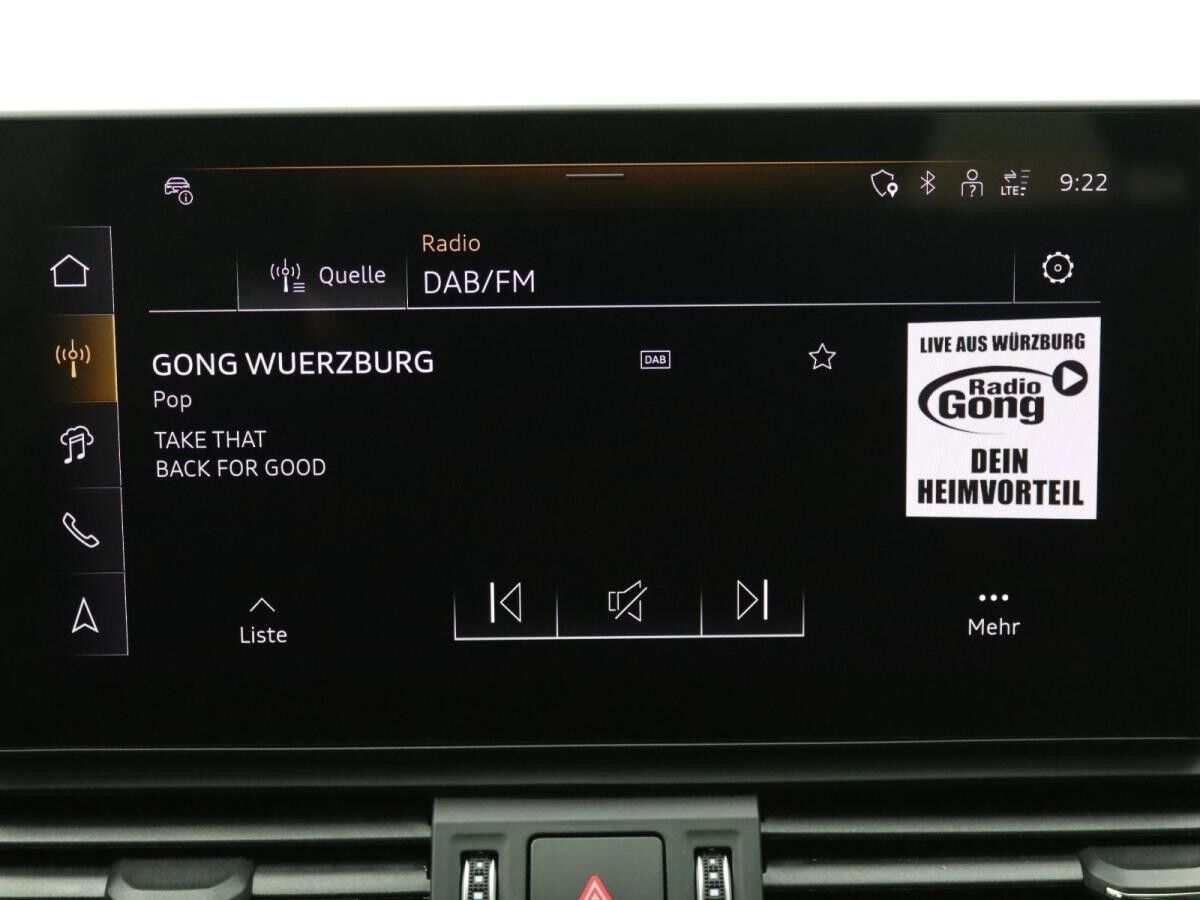 LTE
9:22
Radio
Quelle
DAB/FM
GONG WUERZBURG
DAB
Pop
TAKE THAT
BACK FOR GOOD
LIVE AUS WÜRZBURG
Radio
Gong
DEIN
HEIMVORTEIL
Liste
Mehr